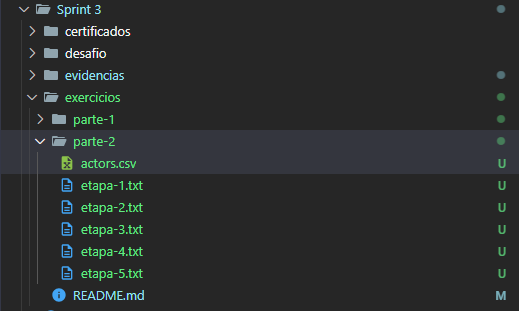 Sprint 3
certificados
desafio
evidencias
exercicios
parte-1
parte-2
actors.csv U
etapa-1.txt U
etapa-2.txt U
etapa-3.txt U
etapa-4.txt U
etapa-5.txt U
README.md M